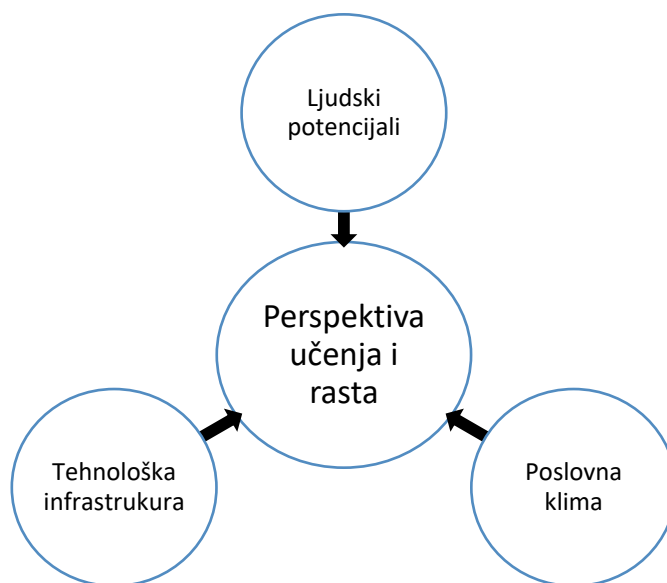 Ljudski
potencijali
Perspektiva
učenja i
rasta
Tehnološka
infrastrukura
Poslovna
klima